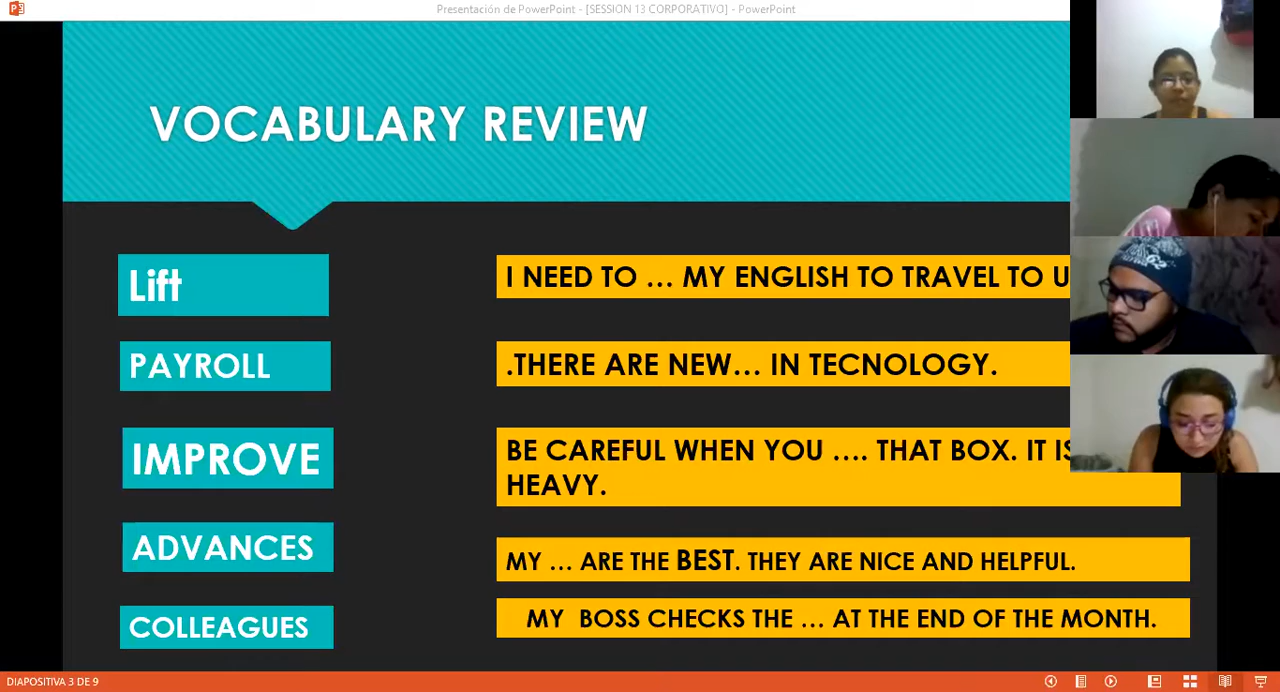 Presentación de PowerPoint - [SESSION 13 CORPORATIVO] - PowerPoint
VOCABULARY REVIEW
Lift
I NEED TO … MY ENGLISH TO TRAVEL TO U
PAYROLL
.THERE ARE NEW… IN TECNOLOGY.
IMPROVE
BE CAREFUL WHEN YOU …. THAT BOX. IT IS
HEAVY.
ADVANCES
MY … ARE THE BEST. THEY ARE NICE AND HELPFUL.
COLLEAGUES
MY BOSS CHECKS THE … AT THE END OF THE MONTH.
DIAPOSITIVA 3 DE 9